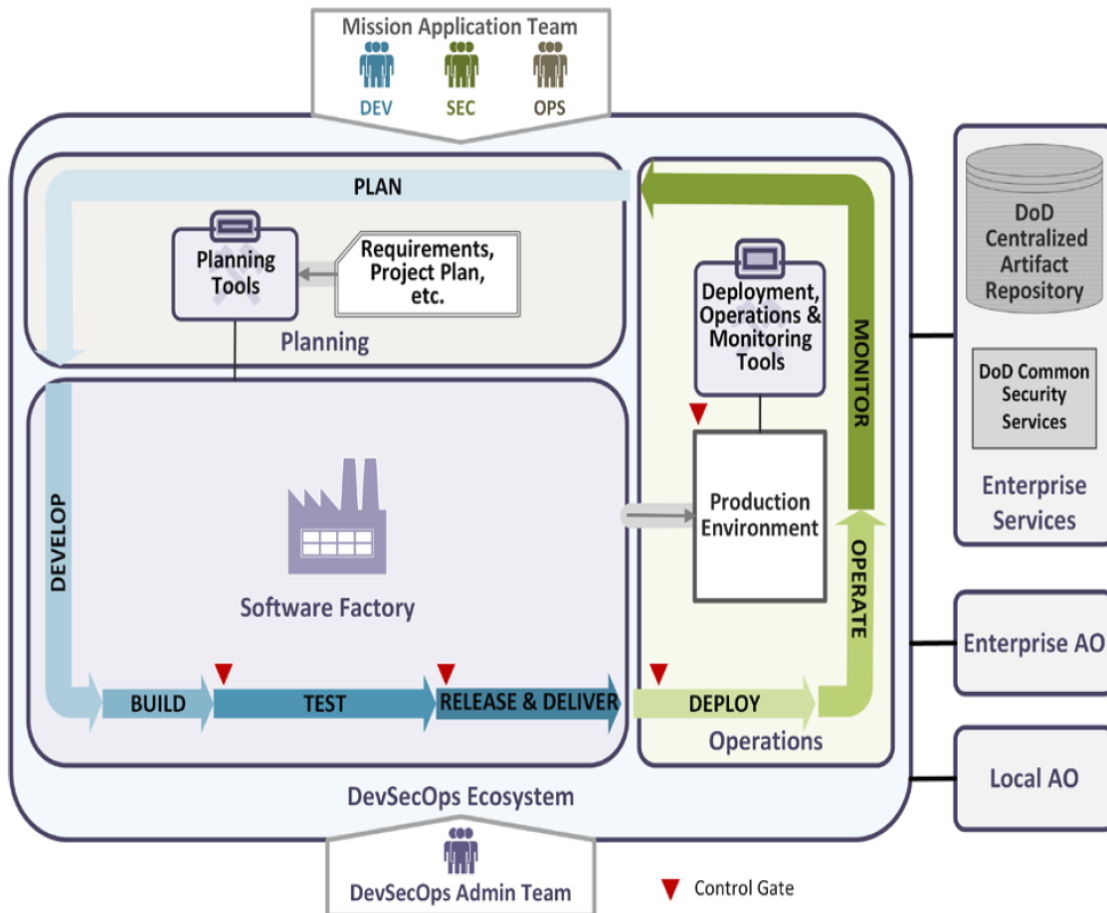 Mission Application Team
DEV
SEC
OPS
PLAN
Planning
Tools
Requirements,
Project Plan,
etc.
Planning
Deployment,
Operations &
Monitoring
Tools
MONITOR
DoD
Centralized
Artifact
Repository
DoD Common
Security
Services
Enterprise
Services
DEVELOP
Software Factory
Production
Environment
OPERATE
BUILD
TEST
RELEASE & DELIVER
DEPLOY
Operations
Enterprise AO
Local AO
DevSecOps Ecosystem
DevSecOps Admin Team
Control Gate